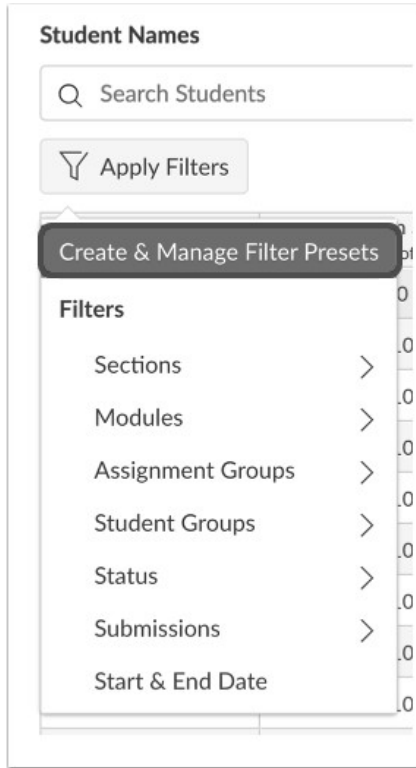 Student Names
Search Students
Apply Filters
Create & Manage Filter Presets
Filters
Sections
Modules
Assignment Groups
Student Groups
Status
Submissions
Start & End Date